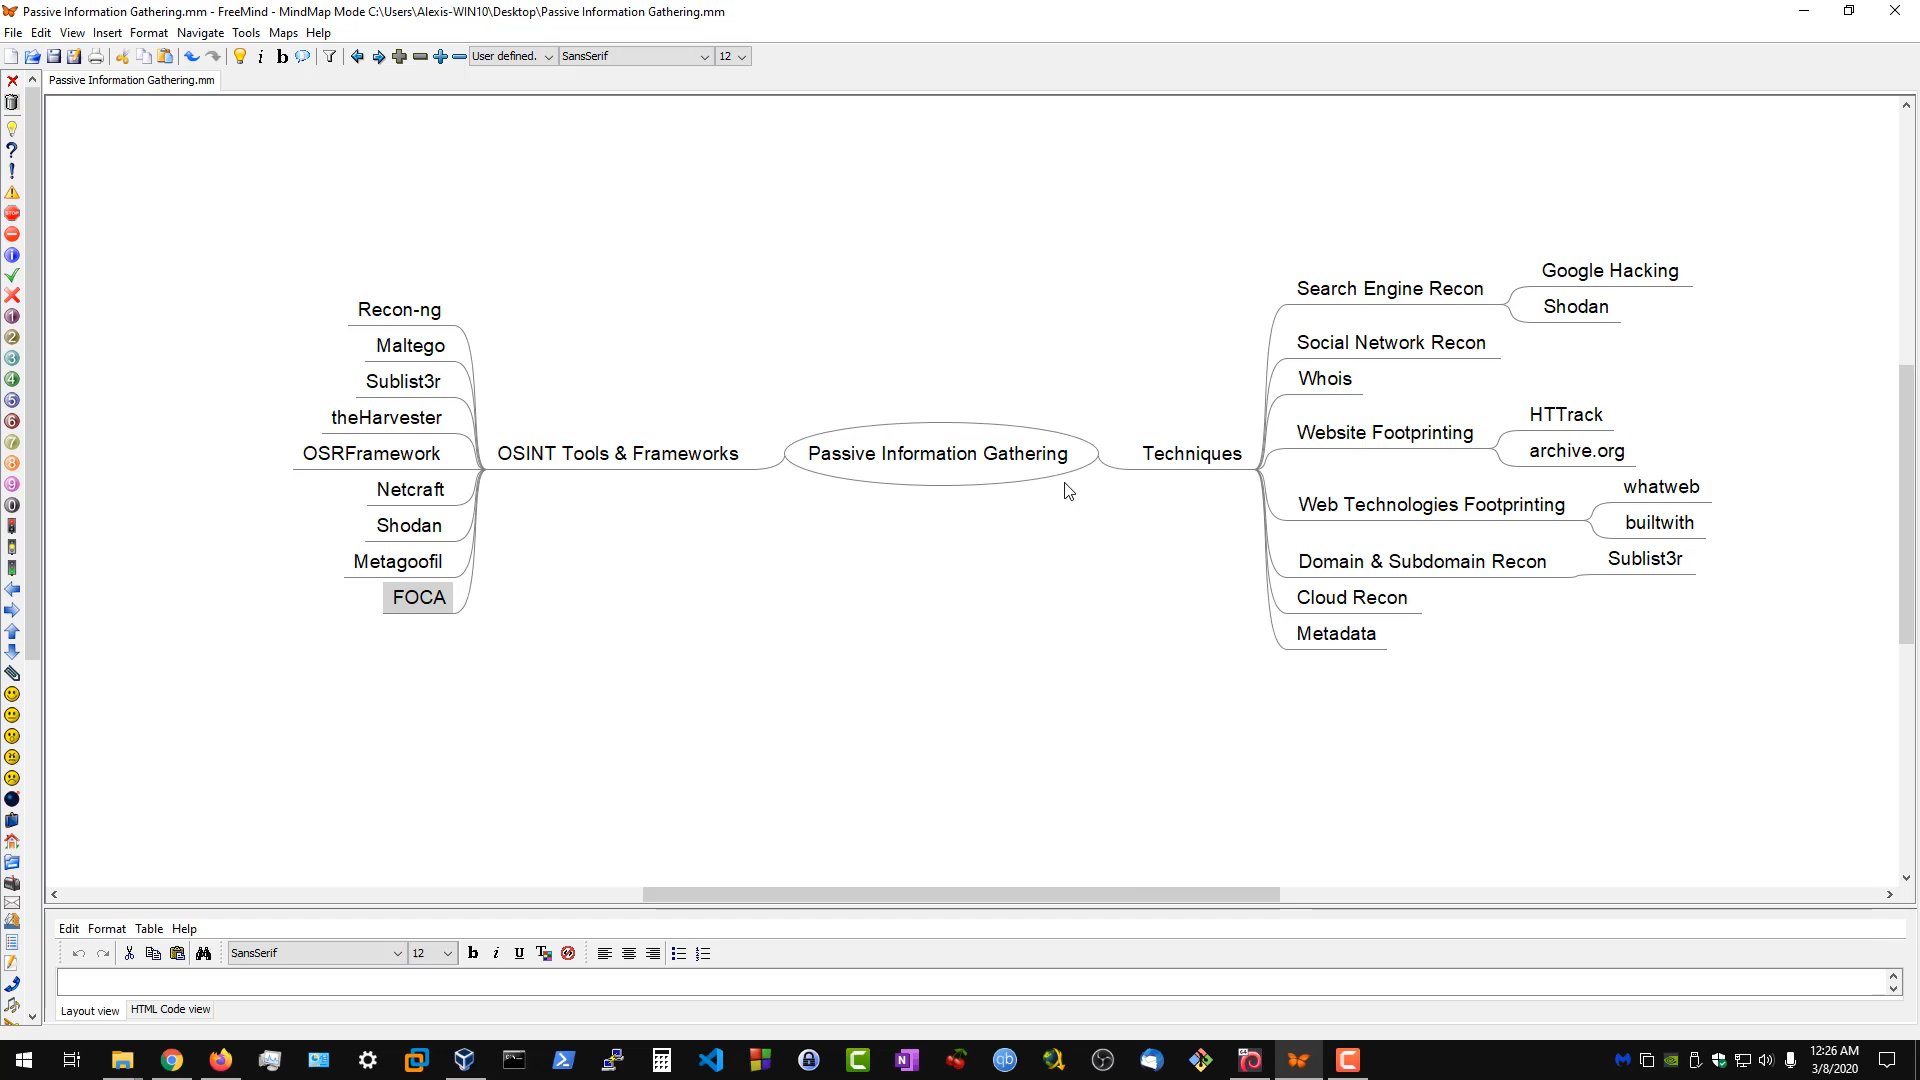 Passive Information Gathering.mm - FreeMind - MindMap Mode C:\Users\Alexis-WIN10\Desktop\Passive Information Gathering.mm
File Edit View Insert Format Navigate Tools Maps Help
User defined. SansSerif 12
Passive Information Gathering.mm
Recon-ng
Maltego
Sublist3r
theHarvester
OSRFramework
Netcraft
Shodan
Metagoofil
FOCA
OSINT Tools & Frameworks
Passive Information Gathering
Techniques
Search Engine Recon
Google Hacking
Shodan
Social Network Recon
Whois
Website Footprinting
HTTrack
archive.org
Web Technologies Footprinting
whatweb
builtwith
Domain & Subdomain Recon
Sublist3r
Cloud Recon
Metadata
Edit Format Table Help
SansSerif 12
Layout view HTML Code view
12:26 AM
3/8/2020